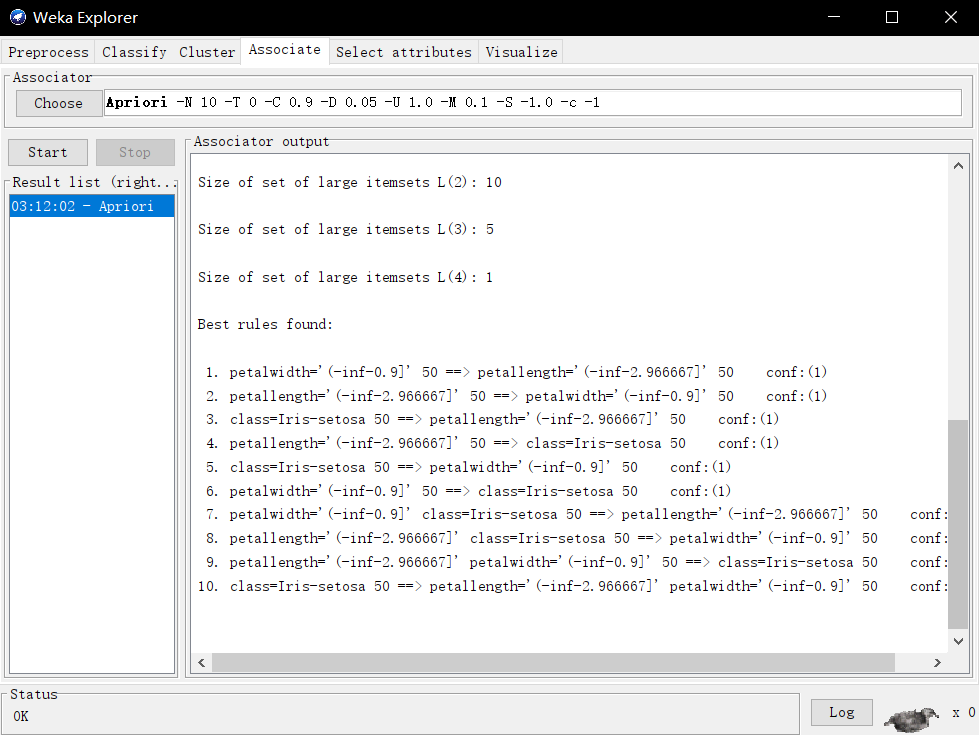 Weka Explorer
Preprocess Classify Cluster Associate Select attributes Visualize
Associator
Choose Apriori -N 10 -T 0 -C 0.9 -D 0.05 -U 1.0 -M 0.1 -S -1.0 -c -1
Start Stop
Result list (right...
03:12:02 - Apriori
Associator output
Size of set of large itemsets L(2): 10
Size of set of large itemsets L(3): 5
Size of set of large itemsets L(4): 1
Best rules found:
1. petalwidth='(-inf-0.9]' 50 ==> petallength='(-inf-2.966667]' 50 conf:(1)
2. petallength='(-inf-2.966667]' 50 ==> petalwidth='(-inf-0.9]' 50 conf:(1)
3. class=Iris-setosa 50 ==> petallength='(-inf-2.966667]' 50 conf:(1)
4. petallength='(-inf-2.966667]' 50 ==> class=Iris-setosa 50 conf:(1)
5. class=Iris-setosa 50 ==> petalwidth='(-inf-0.9]' 50 conf:(1)
6. petalwidth='(-inf-0.9]' 50 ==> class=Iris-setosa 50 conf:(1)
7. petalwidth='(-inf-0.9]' class=Iris-setosa 50 ==> petallength='(-inf-2.966667]' 50 conf:
8. petallength='(-inf-2.966667]' class=Iris-setosa 50 ==> petalwidth='(-inf-0.9]' 50 conf:
9. petallength='(-inf-2.966667]' petalwidth='(-inf-0.9]' 50 ==> class=Iris-setosa 50 conf:
10. class=Iris-setosa 50 ==> petallength='(-inf-2.966667]' petalwidth='(-inf-0.9]' 50 conf:
Status
OK
Log
x 0